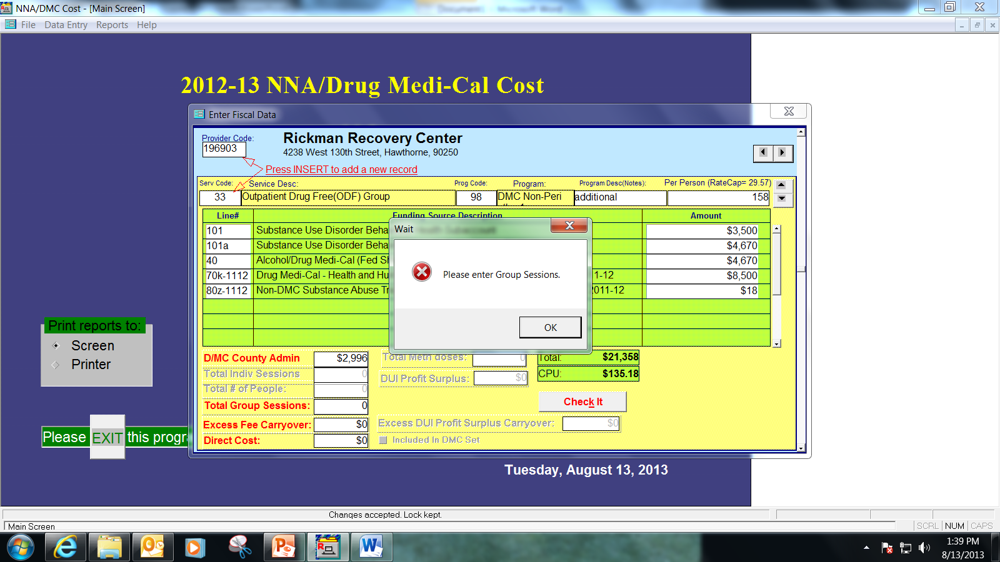 NNA/DMC Cost - [Main Screen]
File Data Entry Reports Help
2012-13 NNA/Drug Medi-Cal Cost
Enter Fiscal Data
Provider Code:
196903
Rickman Recovery Center
4238 West 130th Street, Hawthorne, 90250
Press INSERT to add a new record
Serv Code: Service Desc: Prog Code: Program: Program Desc(Notes): Per Person (RateCap= 29.57)
33 Outpatient Drug Free(ODF) Group 98 DMC Non-Peri additional 158
Line# Funding Source Description Amount
101 Substance Use Disorder Beha $3,500
101a Substance Use Disorder Beha $4,670
40 Alcohol/Drug Medi-Cal (Fed Sh $4,670
70k-1112 Drug Medi-Cal - Health and Hu 1-12 $8,500
80z-1112 Non-DMC Substance Abuse Tr 2011-12 $18
Wait
Please enter Group Sessions.
OK
D/MC County Admin $2,996
Total Indiv Sessions 0
Total # of People: 0
Total Group Sessions: 0
Excess Fee Carryover: $0
Direct Cost: $0
Total Meth doses: 0
DUI Profit Surplus: $0
Total: $21,358
CPU: $135.18
Check It
Excess DUI Profit Surplus Carryover: $0
Included In DMC Set
Print reports to:
Screen
Printer
Please EXIT this progra
Tuesday, August 13, 2013
Changes accepted. Lock kept.
Main Screen SCRL NUM CAPS
1:39 PM
8/13/2013